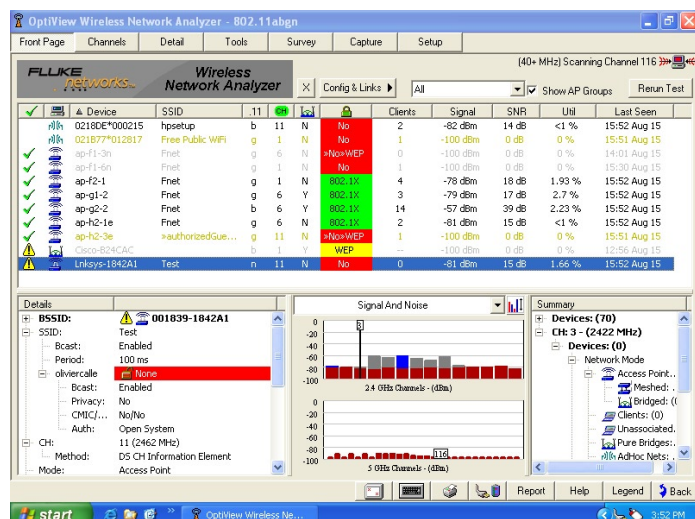 OptiView Wireless Network Analyzer - 802.11abgn
Front Page Channels Detail Tools Survey Capture Setup
(40+ MHz) Scanning Channel 116
FLUKE networks. Wireless Network Analyzer X Config & Links All Show AP Groups Rerun Test
Device SSID .11 CH Clients Signal SNR Util Last Seen
0218DE*000215 hpsetup b 11 N No 2 -82 dBm 14 dB <1 % 15:52 Aug 15
021B77*012817 Free Public WiFi g 1 N No 1 -100 dBm 0 dB 0 % 15:51 Aug 15
ap-f1-3n Fnet g 6 N »No»WEP 0 -100 dBm 0 dB 0 % 14:01 Aug 15
ap-f1-6n Fnet g 1 N No 1 -100 dBm 0 dB 0 % 15:30 Aug 15
ap-f2-1 Fnet g 1 N 802.1X 4 -78 dBm 18 dB 1.93 % 15:52 Aug 15
ap-g1-2 Fnet g 6 Y 802.1X 3 -79 dBm 17 dB 2.7 % 15:52 Aug 15
ap-g2-2 Fnet b 6 Y 802.1X 14 -57 dBm 39 dB 2.23 % 15:52 Aug 15
ap-h2-1e Fnet g 6 N 802.1X 2 -81 dBm 15 dB <1 % 15:52 Aug 15
ap-h2-3e »authorizedGue... g 11 N »No»WEP 1 -100 dBm 0 dB 0 % 15:51 Aug 15
Cisco-B24CAC b 1 Y WEP -- -100 dBm 0 dB 0 % 12:56 Aug 15
Lnksys-1842A1 Test n 11 N No 0 -81 dBm 15 dB 1.66 % 15:52 Aug 15
Details
BSSID: 001839-1842A1
SSID: Test
Bcast: Enabled
Period: 100 ms
oliviercalle None
Bcast: Enabled
Privacy: No
CMIC/... No/No
Auth: Open System
CH: 11 (2462 MHz)
Method: DS CH Information Element
Mode: Access Point
Signal And Noise
0
-20
-40
-60
-80
-100
3
2.4 GHz Channels - (dBm)
0
-20
-40
-60
-80
-100
116
5 GHz Channels - (dBm)
Summary
Devices: (70)
CH: 3 - (2422 MHz)
Devices: (0)
Network Mode
Access Point..
Meshed: .
Bridged: (
Clients: (0)
Unassociated.
Pure Bridges:.
AdHoc Nets: .
Report Help Legend Back
start OptiView Wireless Ne... 3:52 PM